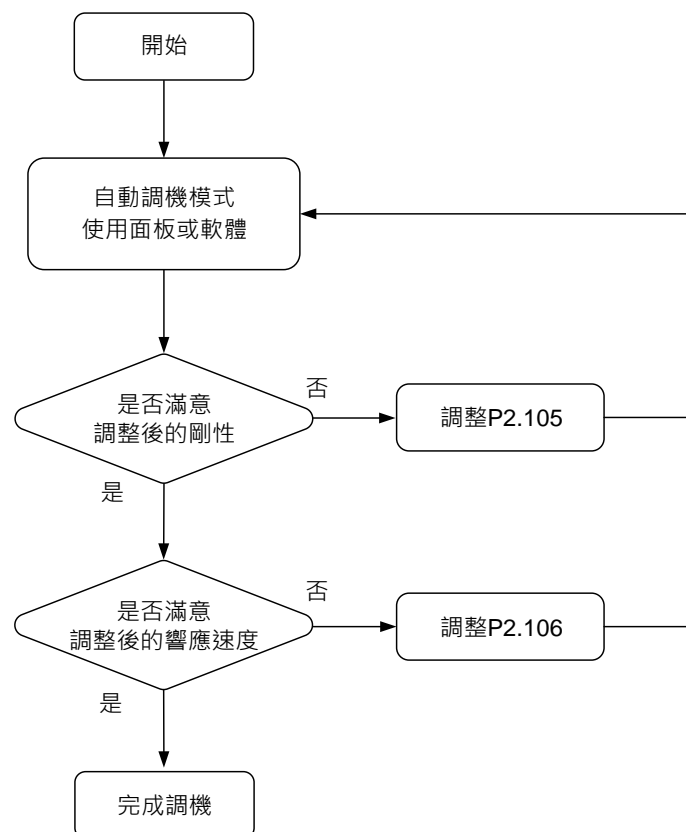 開始
自動調機模式
使用面板或軟體
是否滿意
調整後的剛性
否
調整P2.105
是
是否滿意
調整後的響應速度
否
調整P2.106
是
完成調機